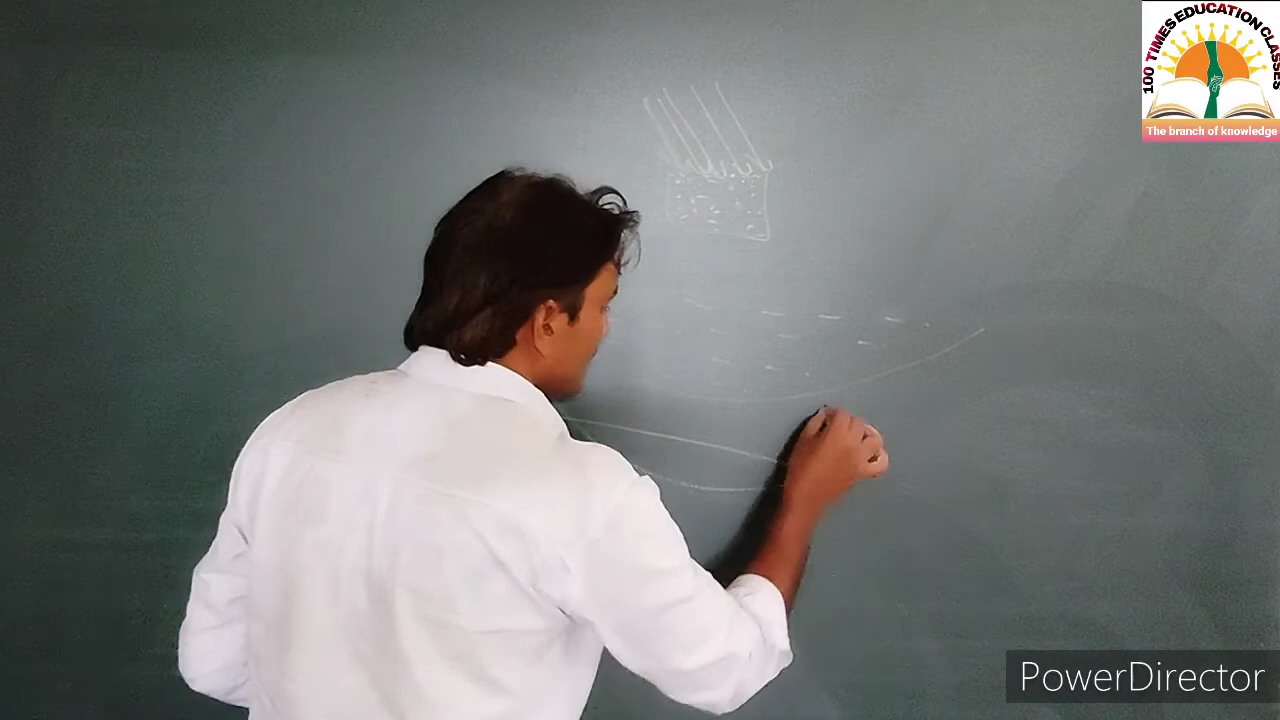 100 TIMES EDUCATION CLASSES
The branch of knowledge
PowerDirector